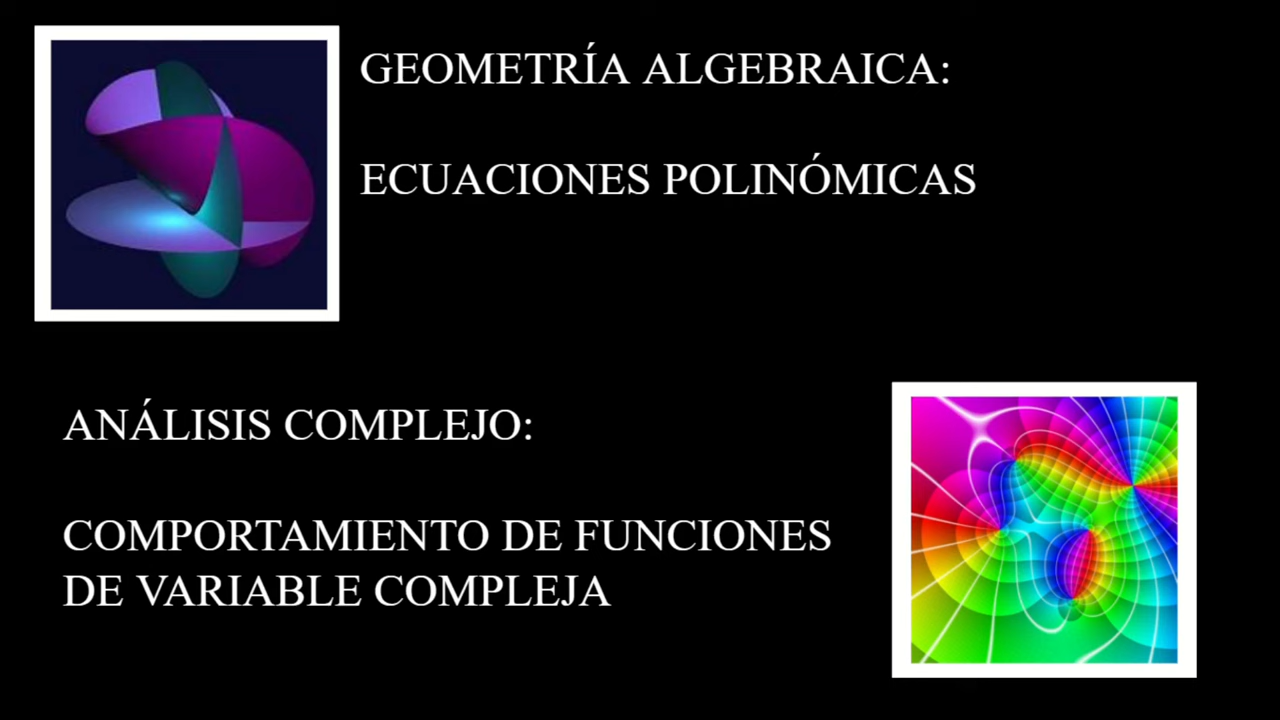 GEOMETRÍA ALGEBRAICA:
ECUACIONES POLINÓMICAS
ANÁLISIS COMPLEJO:
COMPORTAMIENTO DE FUNCIONES
DE VARIABLE COMPLEJA